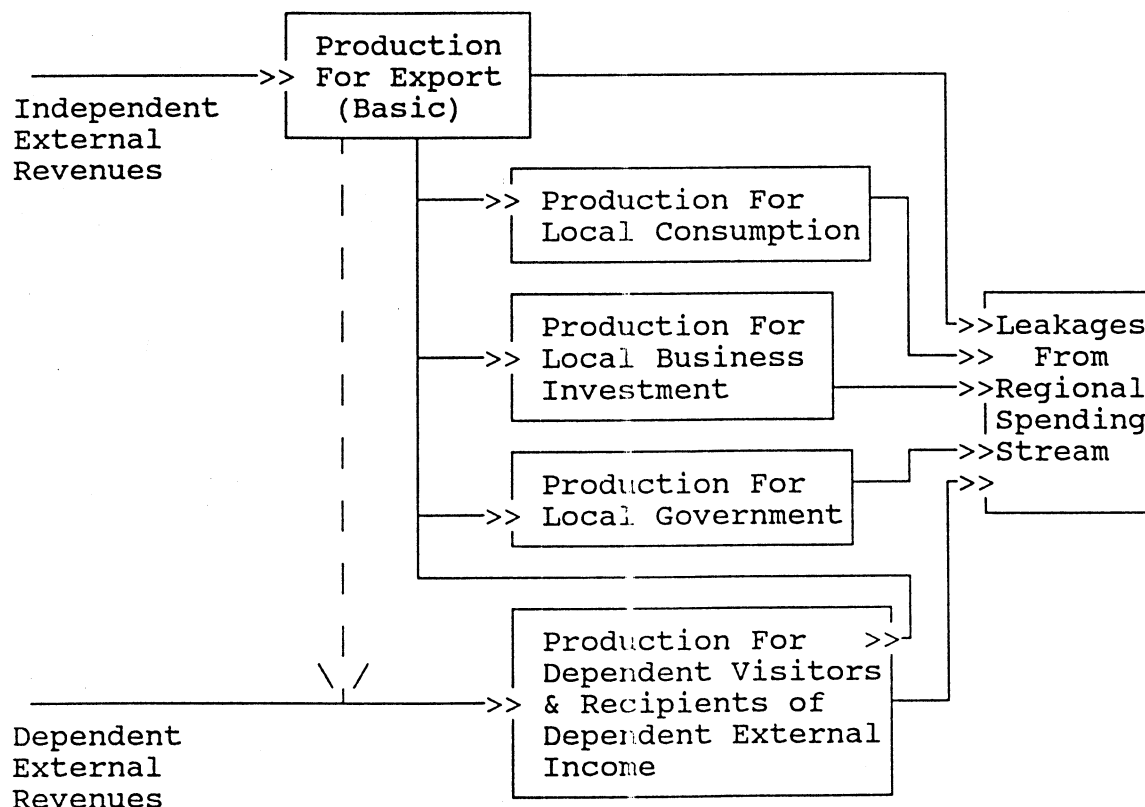 Production
For Export
(Basic)
Independent
External
Revenues
Production For
Local Consumption
Production For
Local Business
Investment
Leakages
From
Regional
Spending
Stream
Production For
Local Government
Production For
Dependent Visitors
& Recipients of
Dependent External
Income
Dependent
External
Revenues